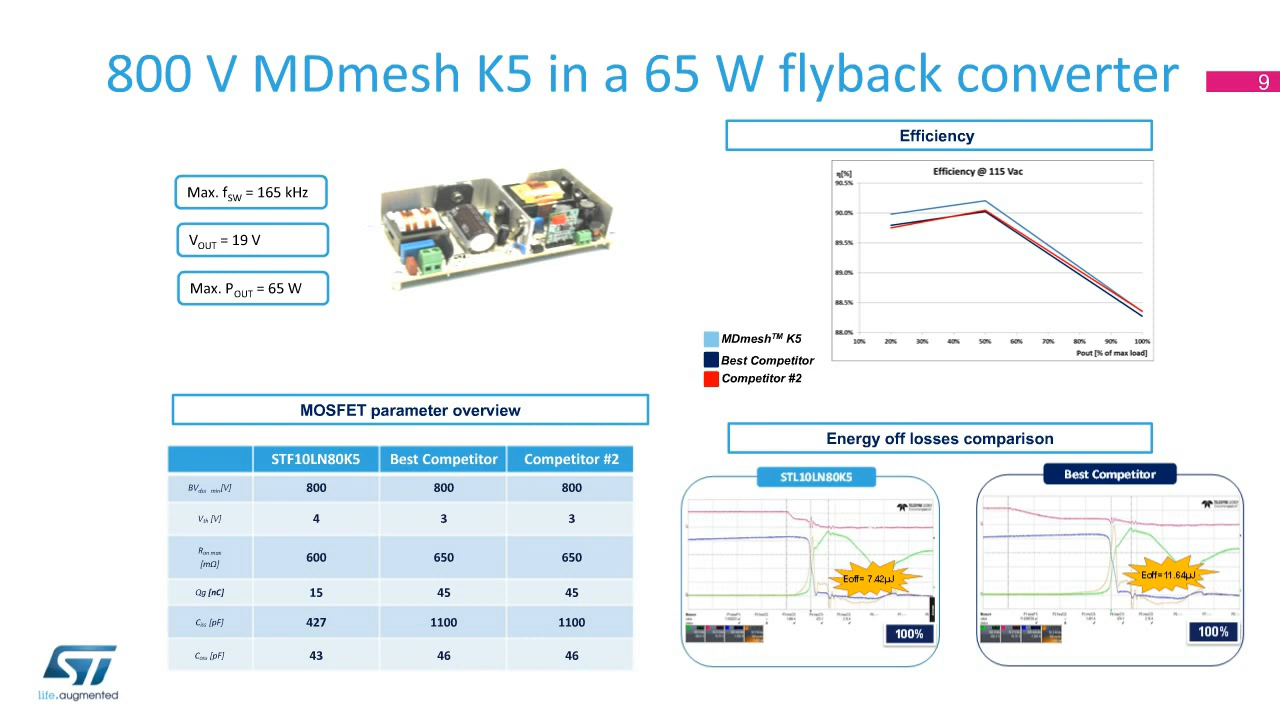 800 V MDmesh K5 in a 65 W flyback converter
9
Max. fSW = 165 kHz
VOUT = 19 V
Max. POUT = 65 W
Efficiency
Efficiency @ 115 Vac
η[%]
90.5%
90.0%
89.5%
89.0%
88.5%
88.0%
10% 20% 30% 40% 50% 60% 70% 80% 90% 100%
Pout [% of max load]
MDmesh™ K5
Best Competitor
Competitor #2
MOSFET parameter overview
STF10LN80K5 Best Competitor Competitor #2
BVdss min[V] 800 800 800
Vth [V] 4 3 3
Ron max [mΩ] 600 650 650
Qg [nC] 15 45 45
Ciss [pF] 427 1100 1100
Coss [pF] 43 46 46
Energy off losses comparison
STL10LN80K5
Eoff= 7.42µJ
100%
Best Competitor
Eoff=11.64µJ
100%
ST
life.augmented